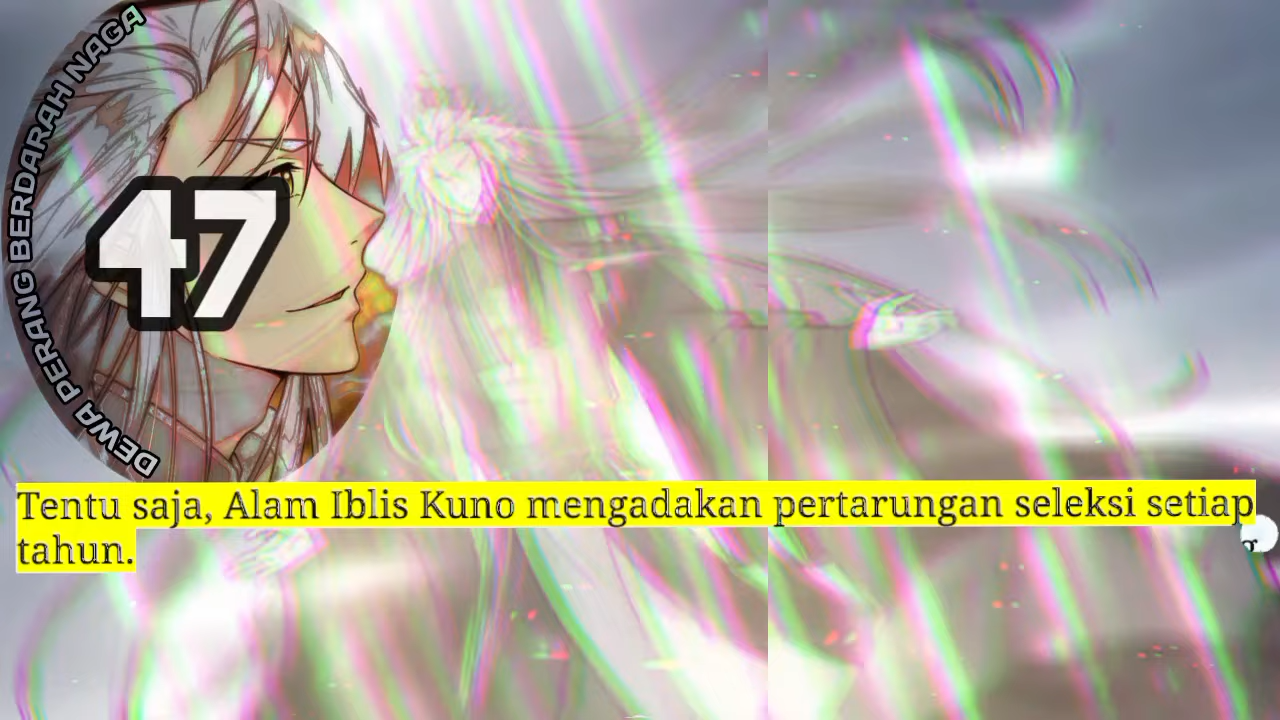 DEWA PERANG BERDARAH NAGA
47
Tentu saja, Alam Iblis Kuno mengadakan pertarungan seleksi setiap
tahun.